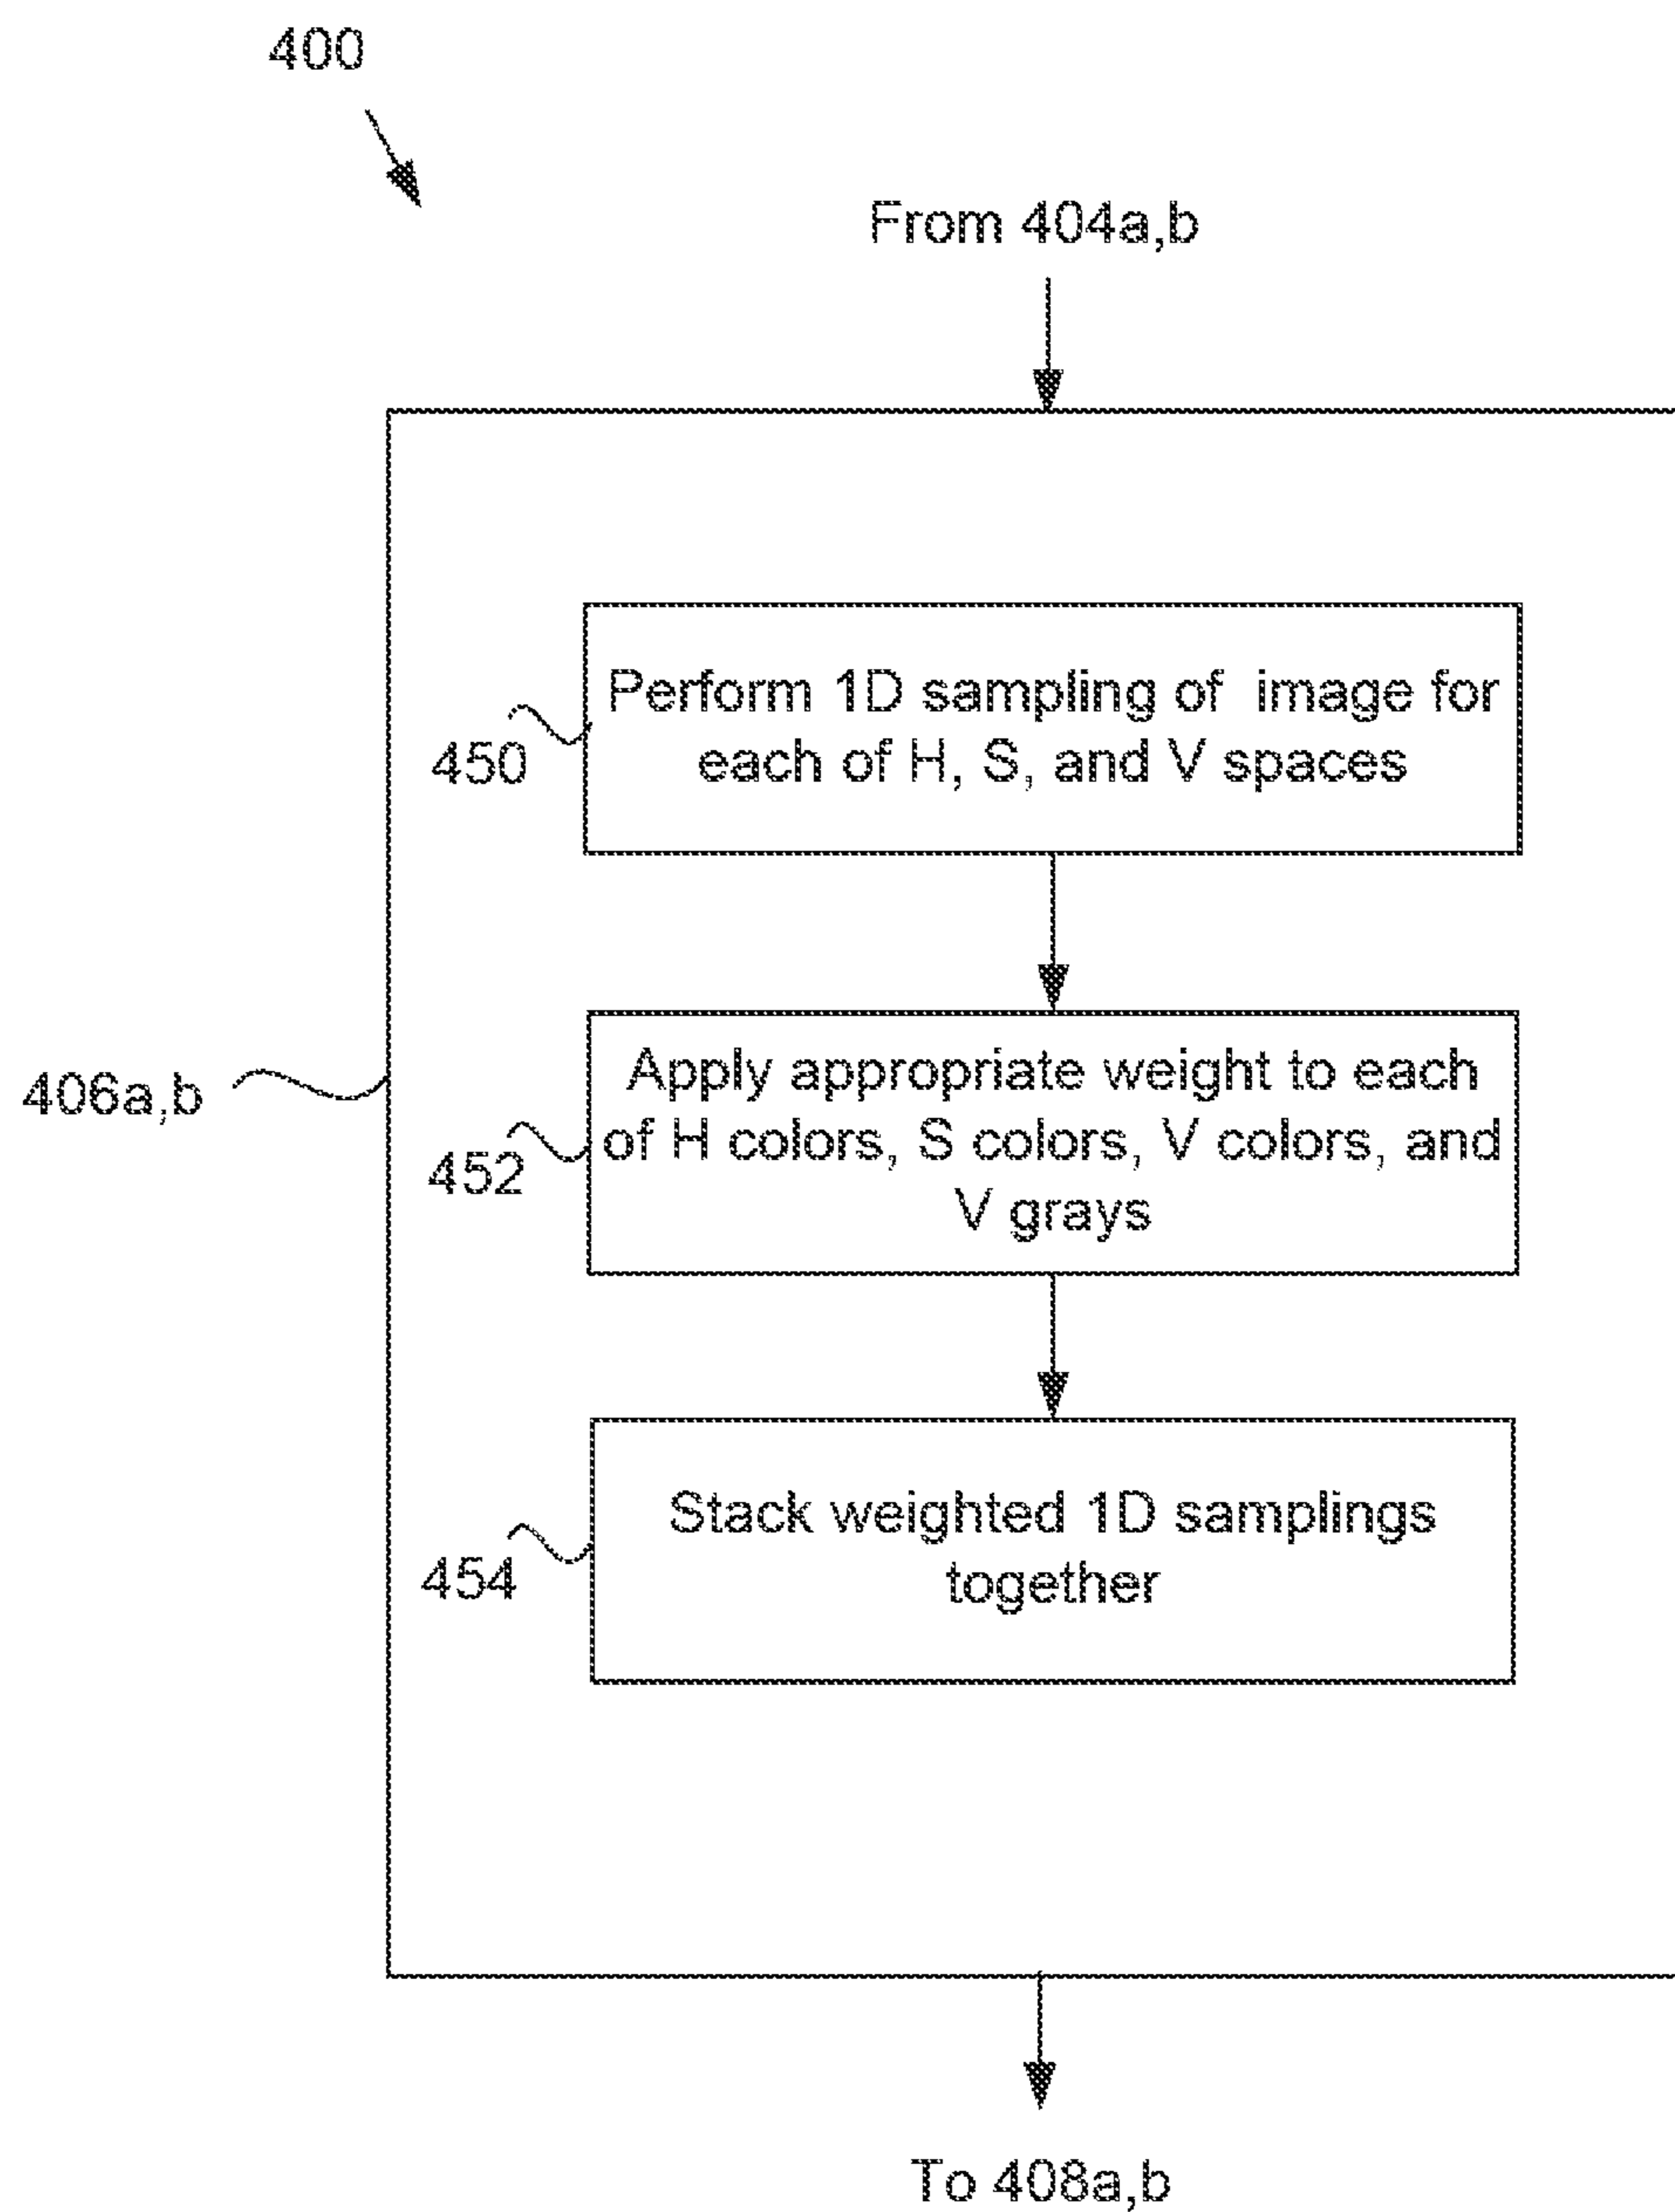 400
From 404a,b
Perform 1D sampling of image for
each of H, S, and V spaces
450
Apply appropriate weight to each
of H colors, S colors, V colors, and
V grays
406a,b
452
Stack weighted 1D samplings
together
454
To 408a,b